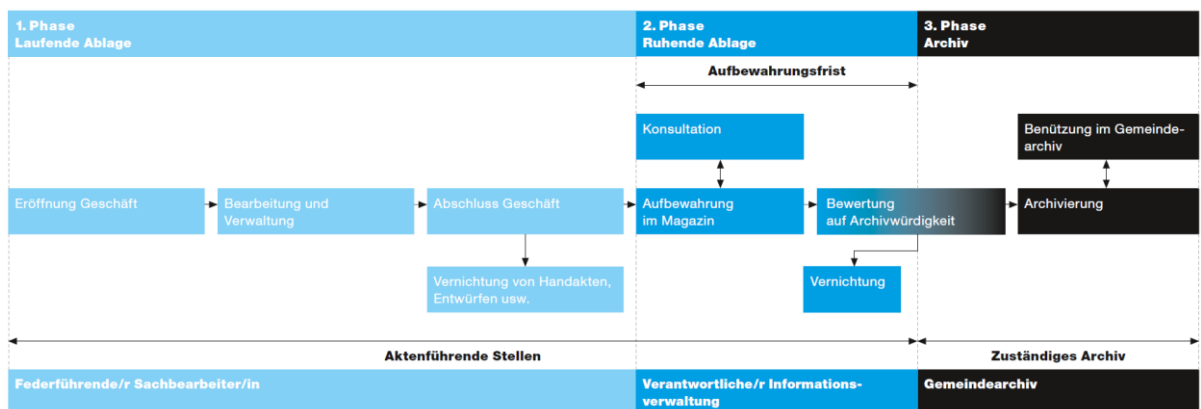 1. Phase
Laufende Ablage
2. Phase
Ruhende Ablage
3. Phase
Archiv
Aufbewahrungsfrist
Konsultation
Benützung im Gemeinde-
archiv
Eröffnung Geschäft
Bearbeitung und
Verwaltung
Abschluss Geschäft
Aufbewahrung
im Magazin
Bewertung
auf Archivwürdigkeit
Archivierung
Vernichtung von Handakten,
Entwürfen usw.
Vernichtung
Aktenführende Stellen
Zuständiges Archiv
Federführende/r Sachbearbeiter/in
Verantwortliche/r Informations-
verwaltung
Gemeindearchiv